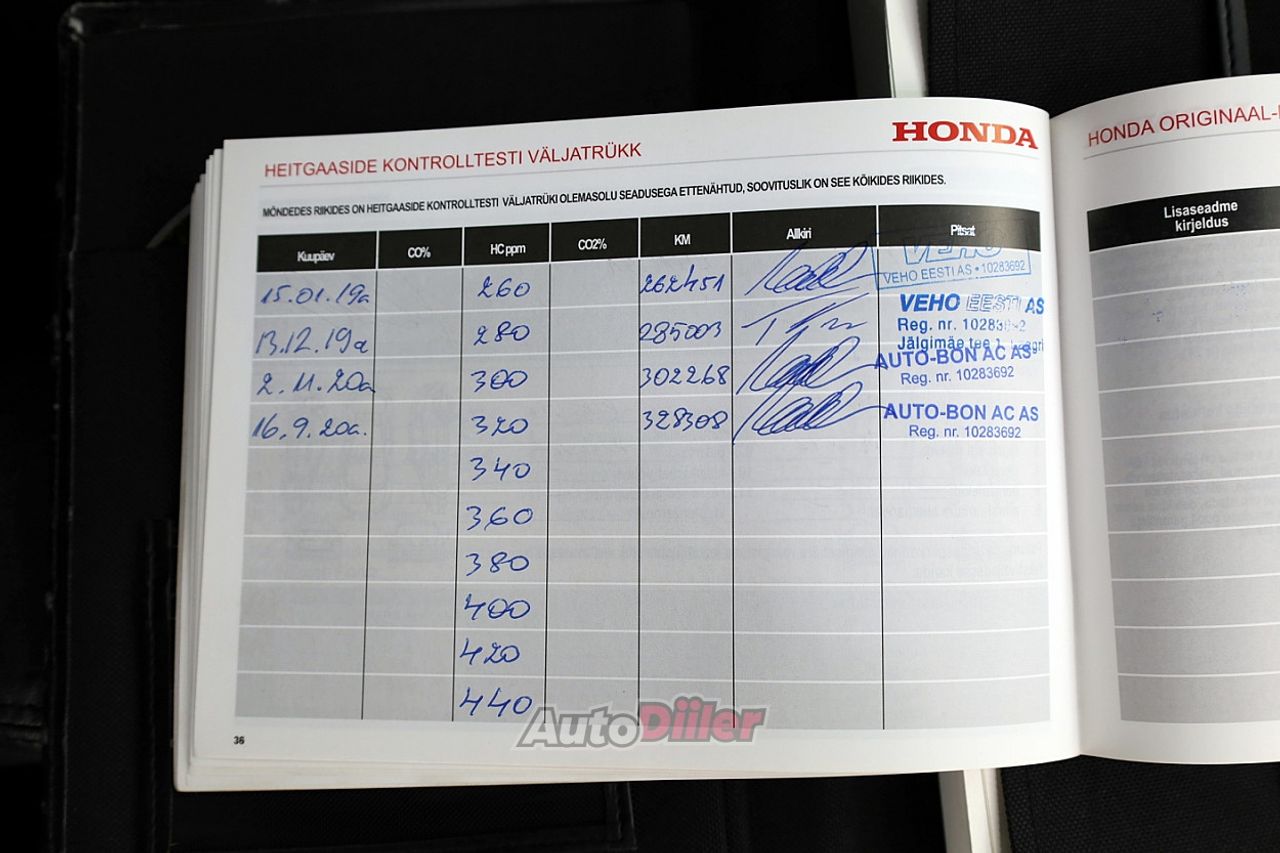 HEITGAASIDE KONTROLLTESTI VÄLJATRÜKK
HONDA
MÕNDEDES RIIKIDES ON HEITGAASIDE KONTROLLTESTI VÄLJATRÜKI OLEMASOLU SEADUSEGA ETTENÄHTUD, SOOVITUSLIK ON SEE KÕIKIDES RIIKIDES.
Kuupäev CO% HC ppm CO2% KM Allkiri Pitsat
15.01.19a 260 262451
VEHO
VEHO EESTI AS • 10283692
13.12.19a 280 285003
VEHO EESTI AS
Reg. nr. 10283692
Jälgimäe tee 1,
2.11.20a 300 302268
AUTO-BON AC AS
Reg. nr. 10283692
16.9.20a. 320 328308
AUTO-BON AC AS
Reg. nr. 10283692
340
360
380
400
420
440
36
AutoDiiler
HONDA ORIGINAAL-
Lisaseadme
kirjeldus